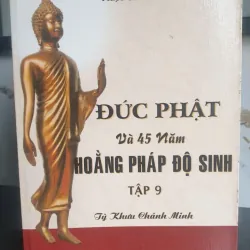 ĐỨC PHẬT
Và 45 Năm
HOẰNG PHÁP ĐỘ SINH
TẬP 9
Tỳ Khưu Chánh Minh